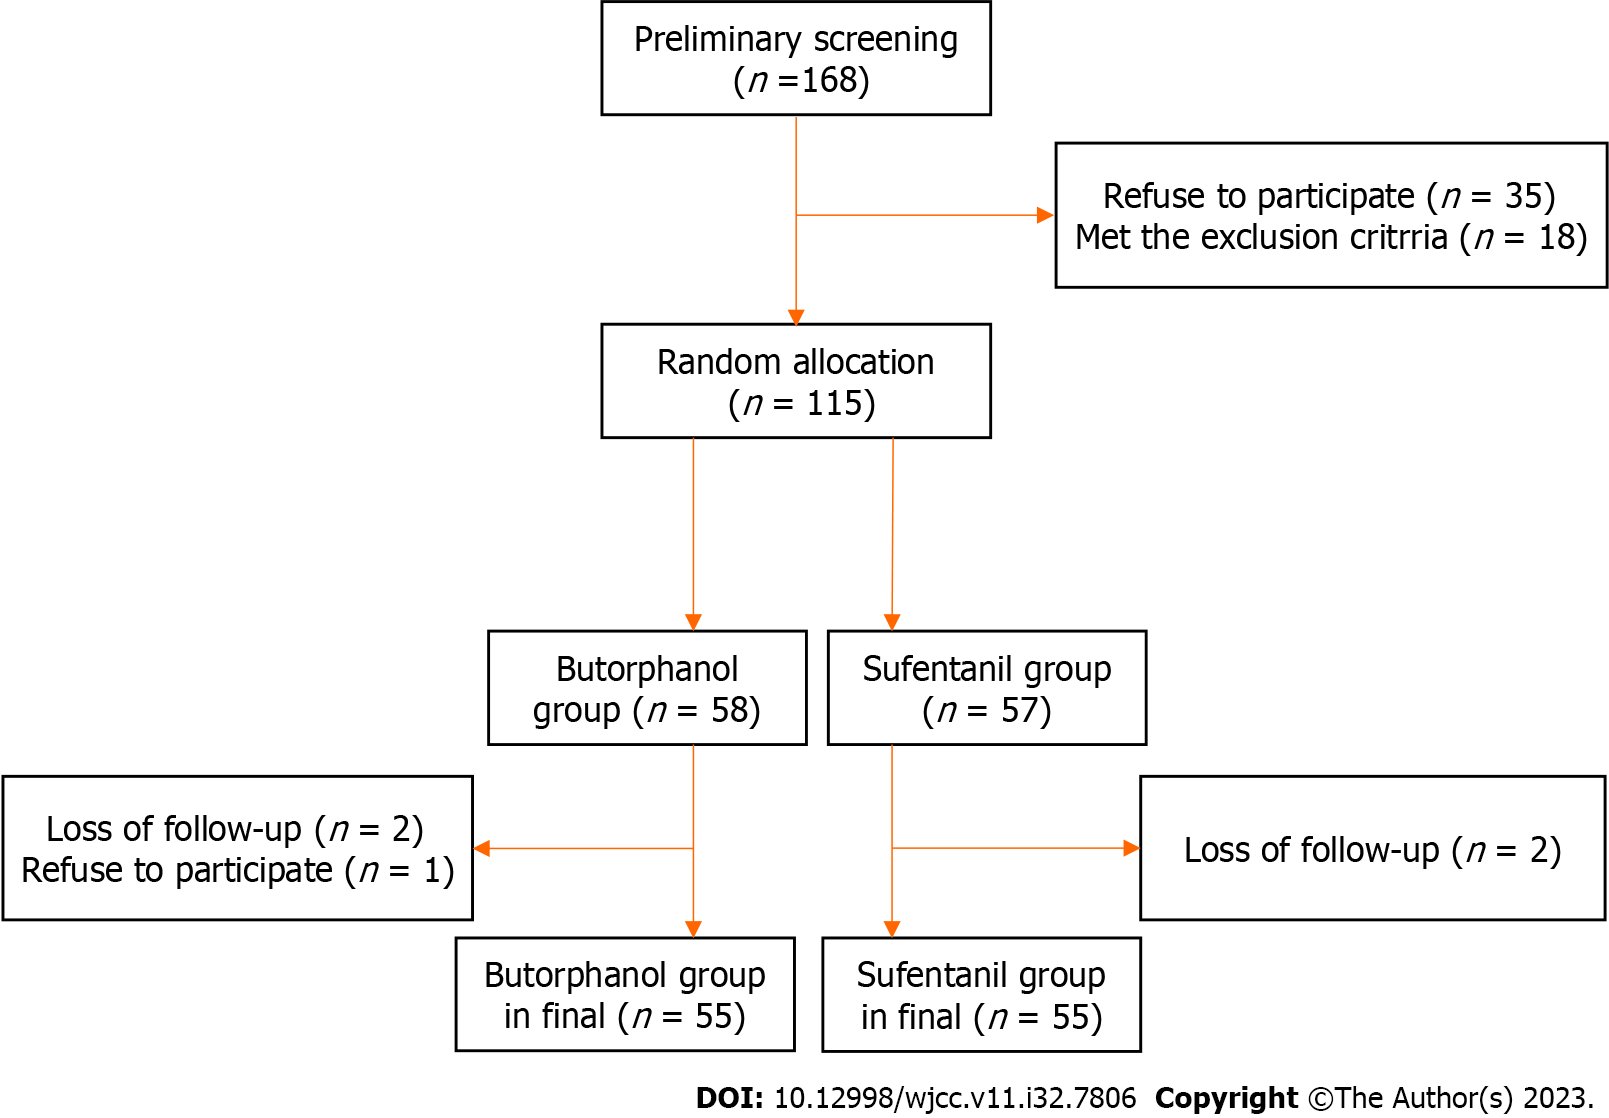 Preliminary screening
(n =168)
Refuse to participate (n = 35)
Met the exclusion critrria (n = 18)
Random allocation
(n = 115)
Butorphanol
group (n = 58)
Sufentanil group
(n = 57)
Loss of follow-up (n = 2)
Refuse to participate (n = 1)
Loss of follow-up (n = 2)
Butorphanol group
in final (n = 55)
Sufentanil group
in final (n = 55)
DOI: 10.12998/wjcc.v11.i32.7806 Copyright ©The Author(s) 2023.